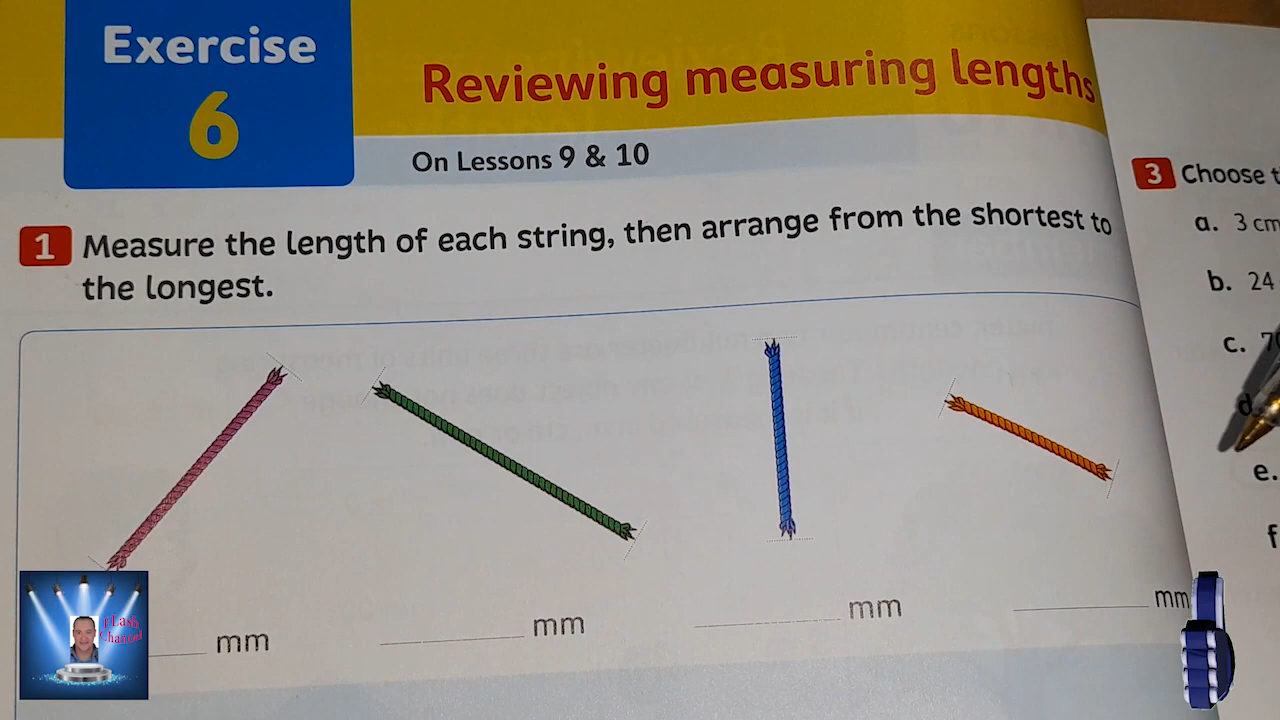 Exercise
6
Reviewing measuring lengths
On Lessons 9 & 10
1 Measure the length of each string, then arrange from the shortest to
the longest.
mm
mm
mm
mm
3 Choose
a. 3 cm
b. 24
c.
d.
e.
f
FLash
Channel